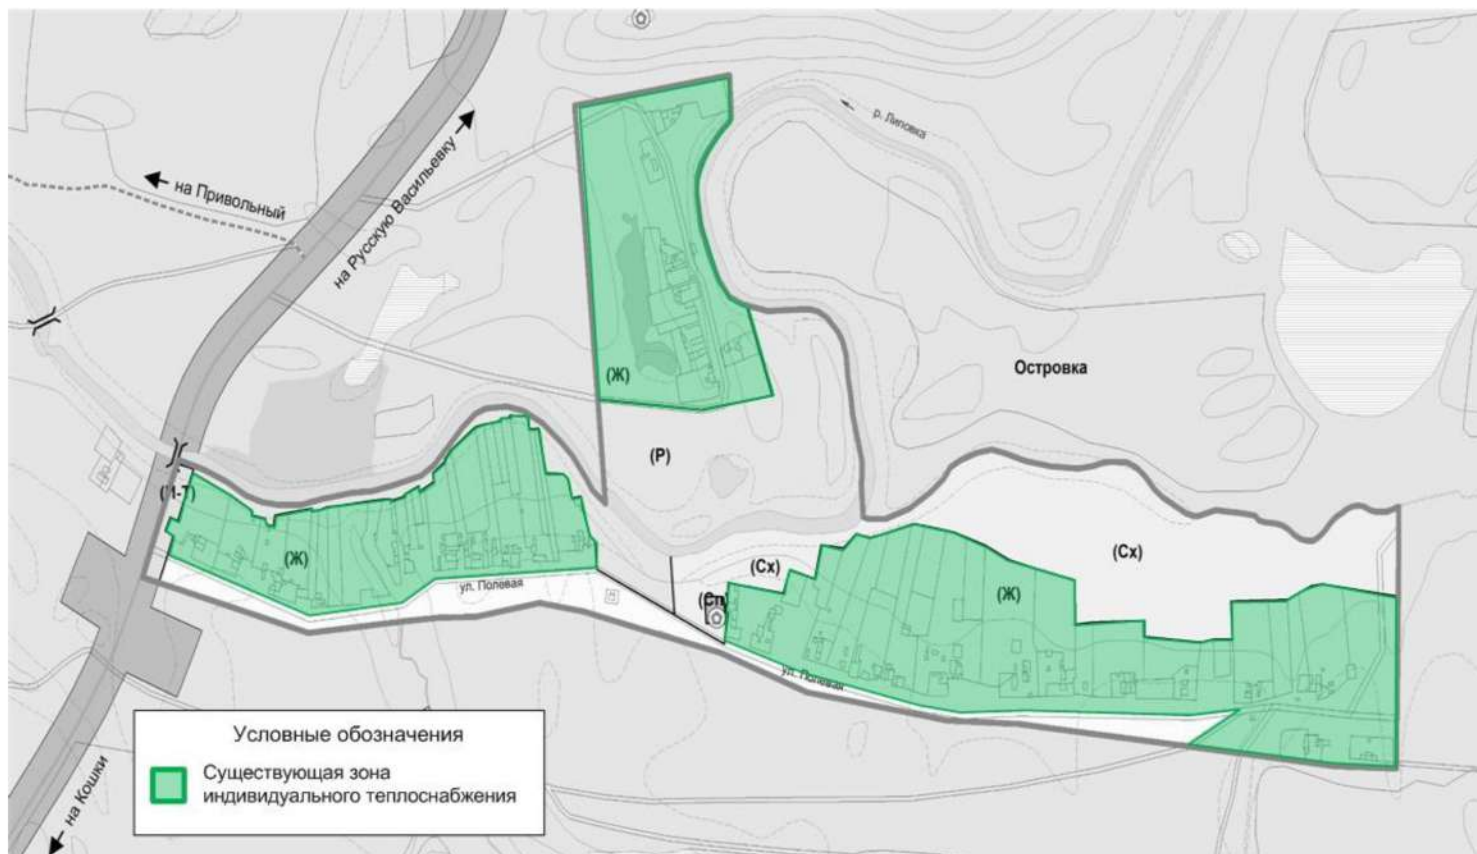 р. Липовка
на Русскую Васильевку
на Привольный
Островка
(Ж)
(Р)
(И-Т)
(Ж)
ул. Полевая
(Сх)
(Сх)
(Сп)
(Ж)
ул. Полевая
на Кошки
Условные обозначения
Существующая зона
индивидуального теплоснабжения